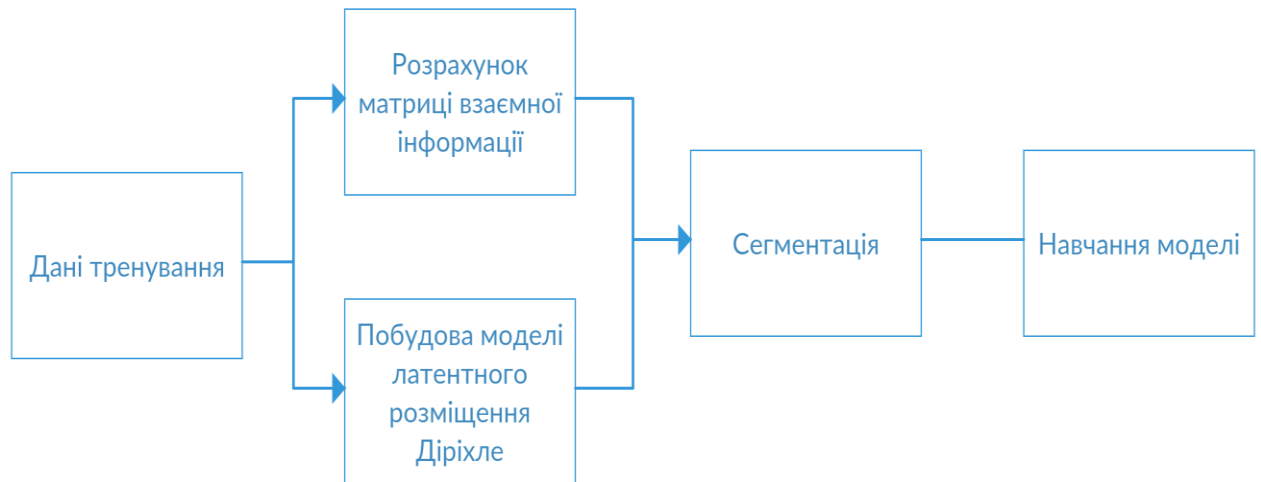 Дані тренування
Розрахунок
матриці взаємної
інформації
Побудова моделі
латентного
розміщення
Діріхле
Сегментація
Навчання моделі